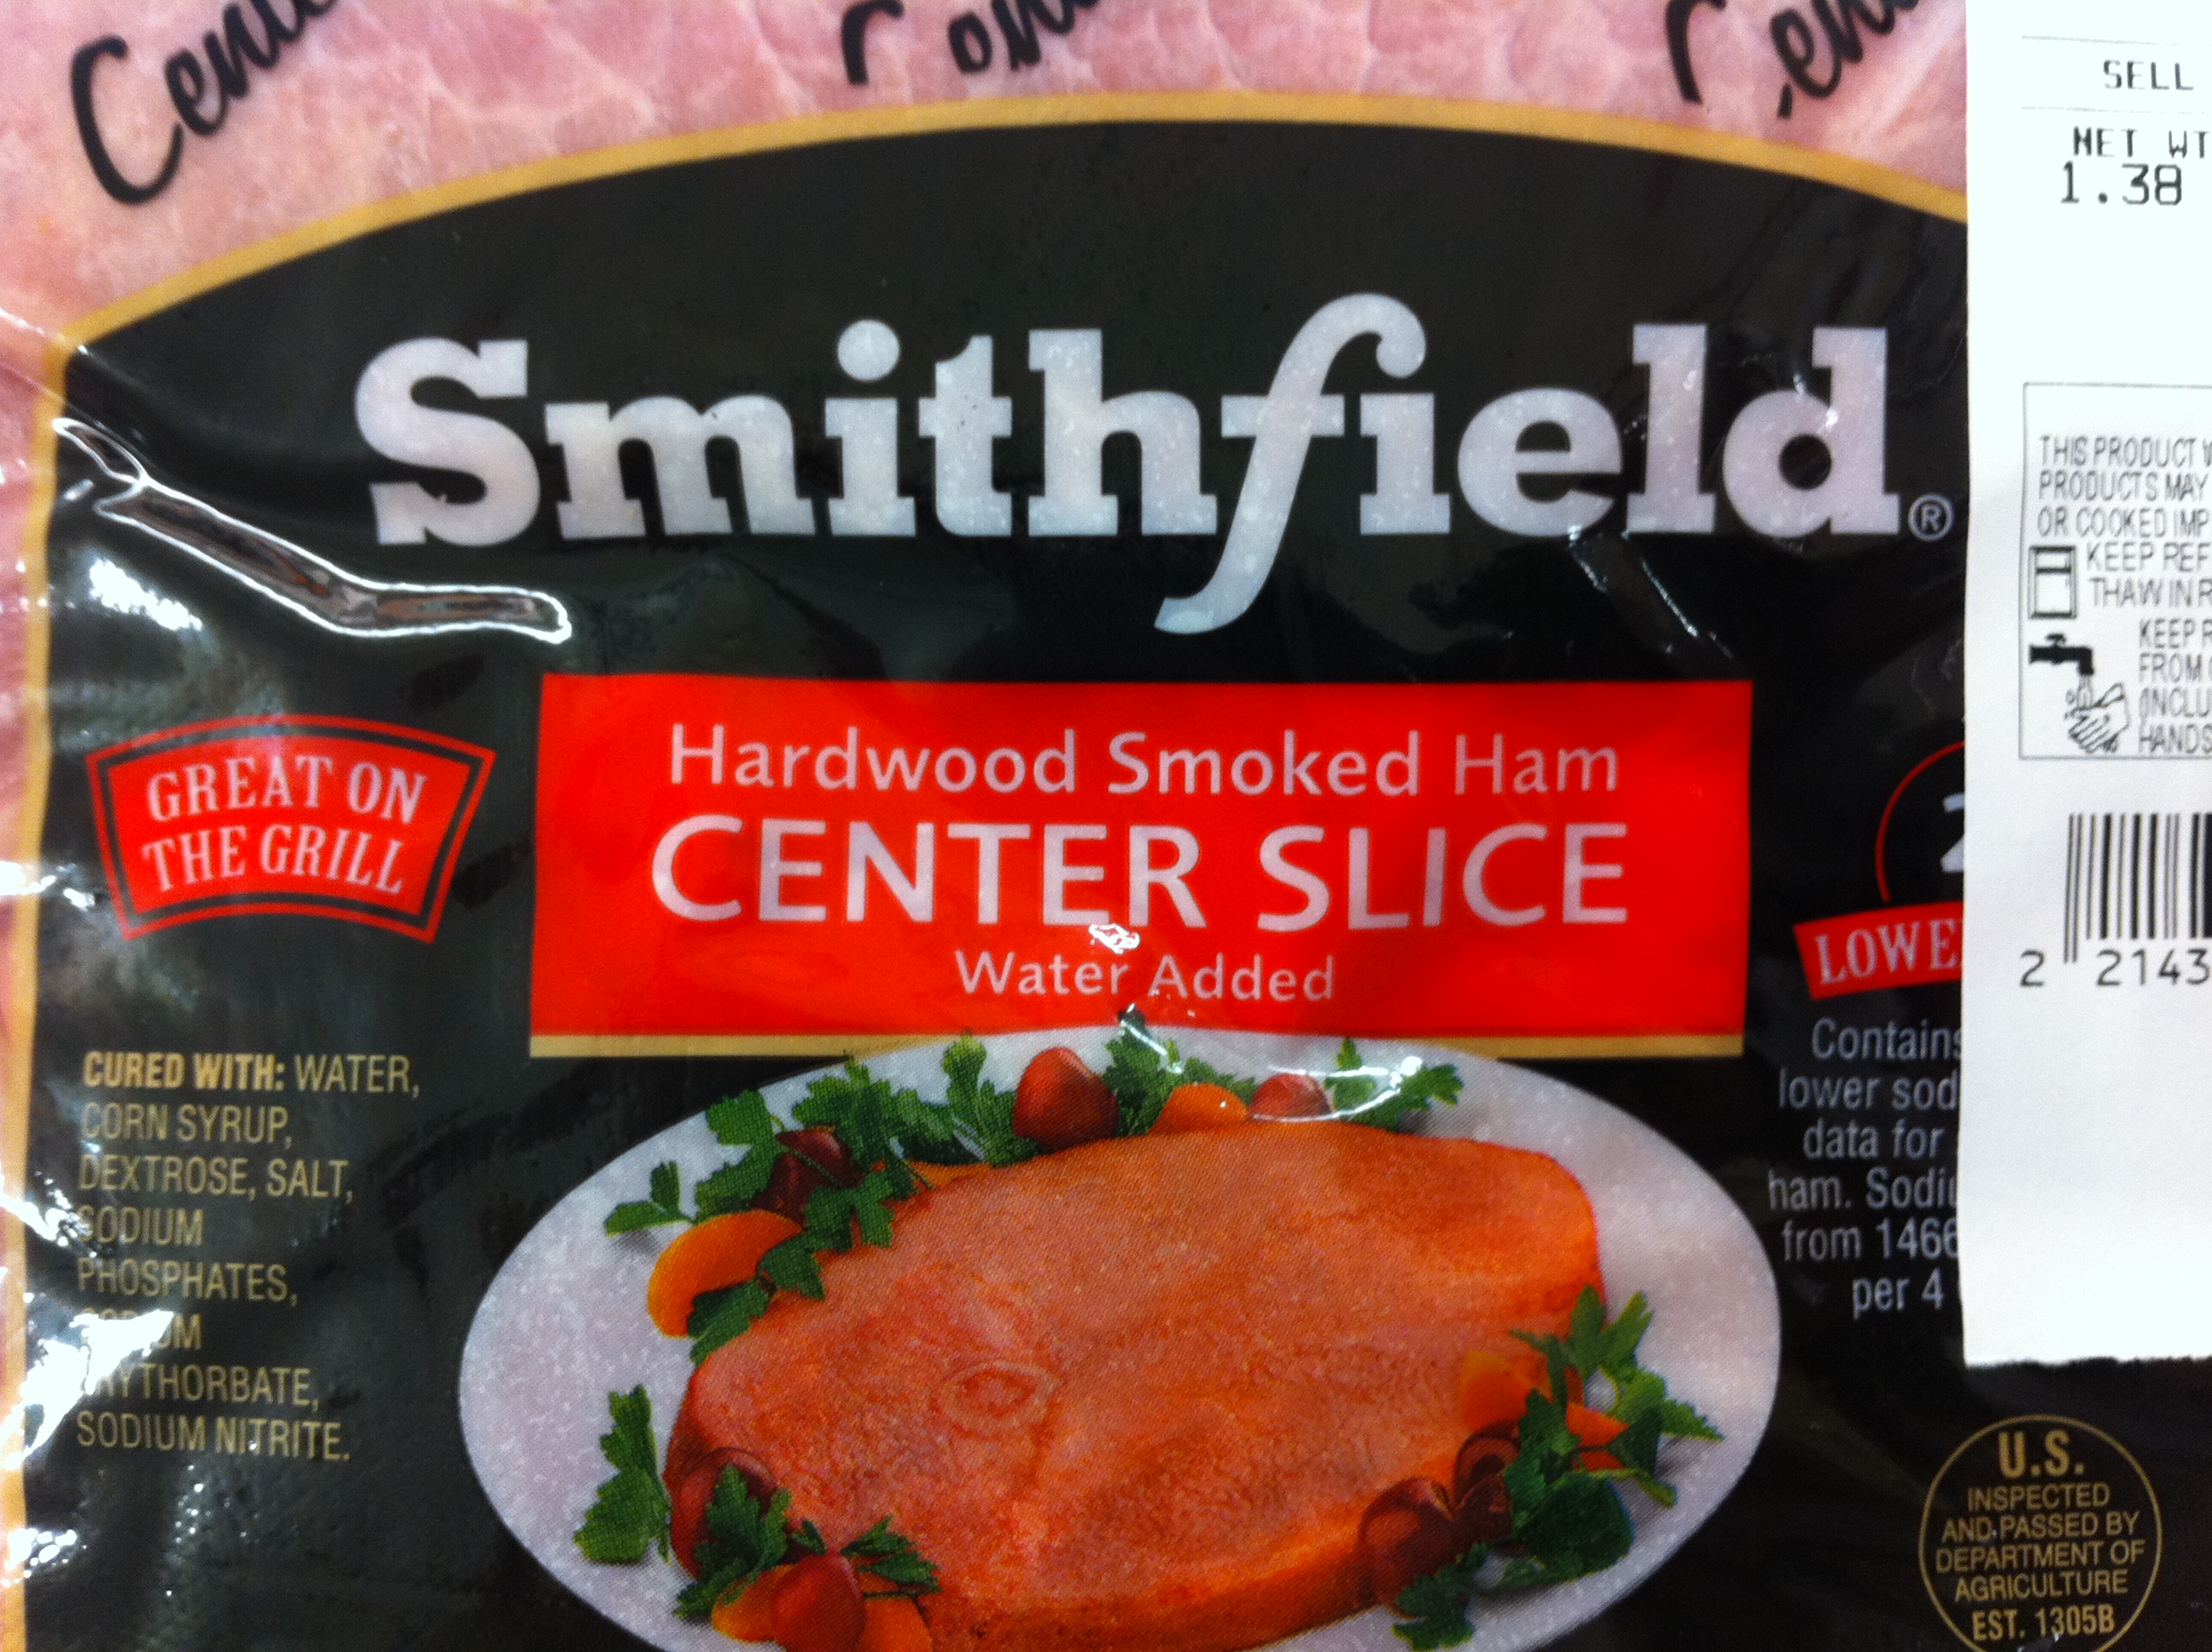 Smithfield®
Hardwood Smoked Ham
CENTER SLICE
Water Added
GREAT ON
THE GRILL
CURED WITH: WATER,
CORN SYRUP,
DEXTROSE, SALT,
SODIUM
PHOSPHATES,
SODIUM NITRITE.
LOWE
Contains
lower sod
data for
ham. Sodi
from 1466
per 4
SELL
NET WT
1.38
THIS PRODUCT W
PRODUCTS MAY
OR COOKED IMP
KEEP REF
THAW IN R
KEEP R
FROM
(INCLU
HANDS
2 2143
U.S.
INSPECTED
AND PASSED BY
DEPARTMENT OF
AGRICULTURE
EST. 1305B